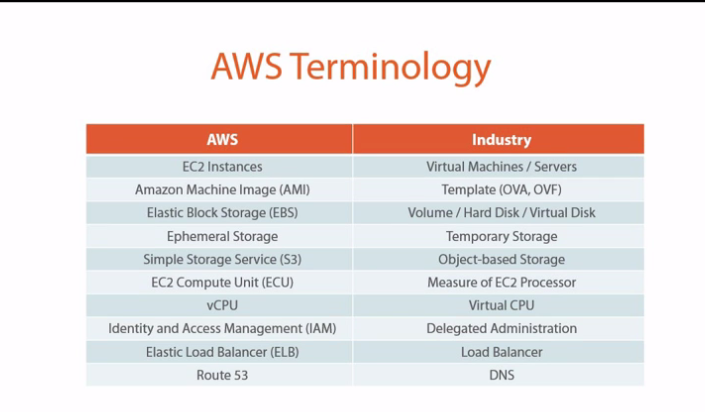 AWS Terminology
AWS Industry
EC2 Instances Virtual Machines / Servers
Amazon Machine Image (AMI) Template (OVA, OVF)
Elastic Block Storage (EBS) Volume / Hard Disk / Virtual Disk
Ephemeral Storage Temporary Storage
Simple Storage Service (S3) Object-based Storage
EC2 Compute Unit (ECU) Measure of EC2 Processor
vCPU Virtual CPU
Identity and Access Management (IAM) Delegated Administration
Elastic Load Balancer (ELB) Load Balancer
Route 53 DNS